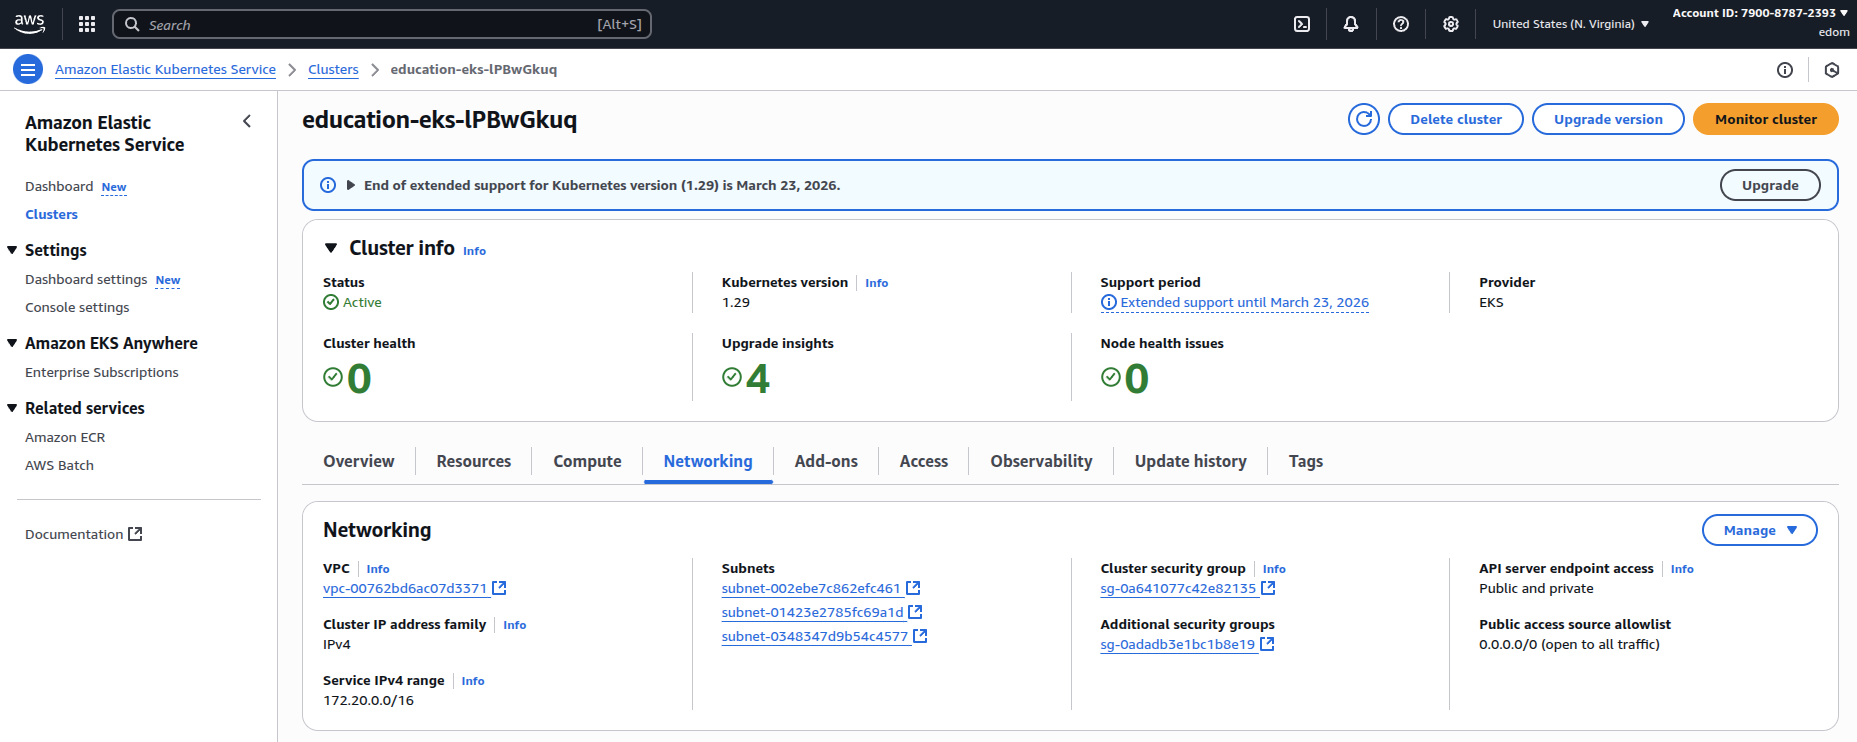 aws
Search
[Alt+S]
United States (N. Virginia)
Account ID: 7900-8787-2393
edom
Amazon Elastic Kubernetes Service
Clusters
education-eks-lPBwGkuq
Amazon Elastic
Kubernetes Service
Dashboard New
Clusters
Settings
Dashboard settings New
Console settings
Amazon EKS Anywhere
Enterprise Subscriptions
Related services
Amazon ECR
AWS Batch
Documentation
education-eks-lPBwGkuq
Delete cluster
Upgrade version
Monitor cluster
End of extended support for Kubernetes version (1.29) is March 23, 2026.
Upgrade
Cluster info Info
Status
Active
Kubernetes version Info
1.29
Support period
Extended support until March 23, 2026
Provider
EKS
Cluster health
0
Upgrade insights
4
Node health issues
0
Overview
Resources
Compute
Networking
Add-ons
Access
Observability
Update history
Tags
Networking
Manage
VPC Info
vpc-00762bd6ac07d3371
Cluster IP address family Info
IPv4
Service IPv4 range Info
172.20.0.0/16
Subnets
subnet-002ebe7c862efc461
subnet-01423e2785fc69a1d
subnet-0348347d9b54c4577
Cluster security group Info
sg-0a641077c42e82135
Additional security groups
sg-0adadb3e1bc1b8e19
API server endpoint access Info
Public and private
Public access source allowlist
0.0.0.0/0 (open to all traffic)